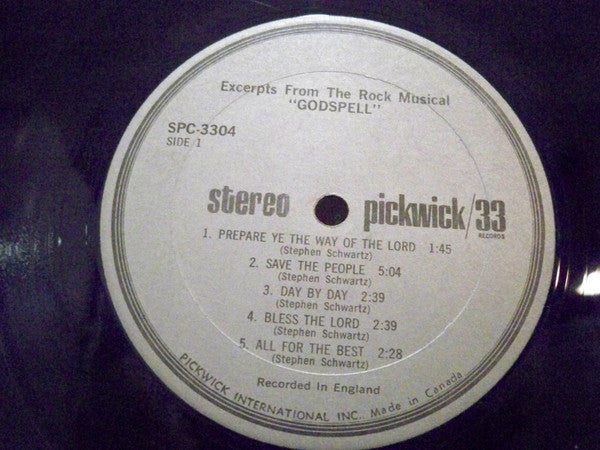 Excerpts From The Rock Musical
"GODSPELL"
SPC-3304
SIDE 1
stereo pickwick/33
RECORDS
1. PREPARE YE THE WAY OF THE LORD 1:45
(Stephen Schwartz)
2. SAVE THE PEOPLE 5:04
(Stephen Schwartz)
3. DAY BY DAY 2:39
(Stephen Schwartz)
4. BLESS THE LORD 2:39
(Stephen Schwartz)
5. ALL FOR THE BEST 2:28
(Stephen Schwartz)
Recorded In England
PICKWICK INTERNATIONAL INC. Made in Canada